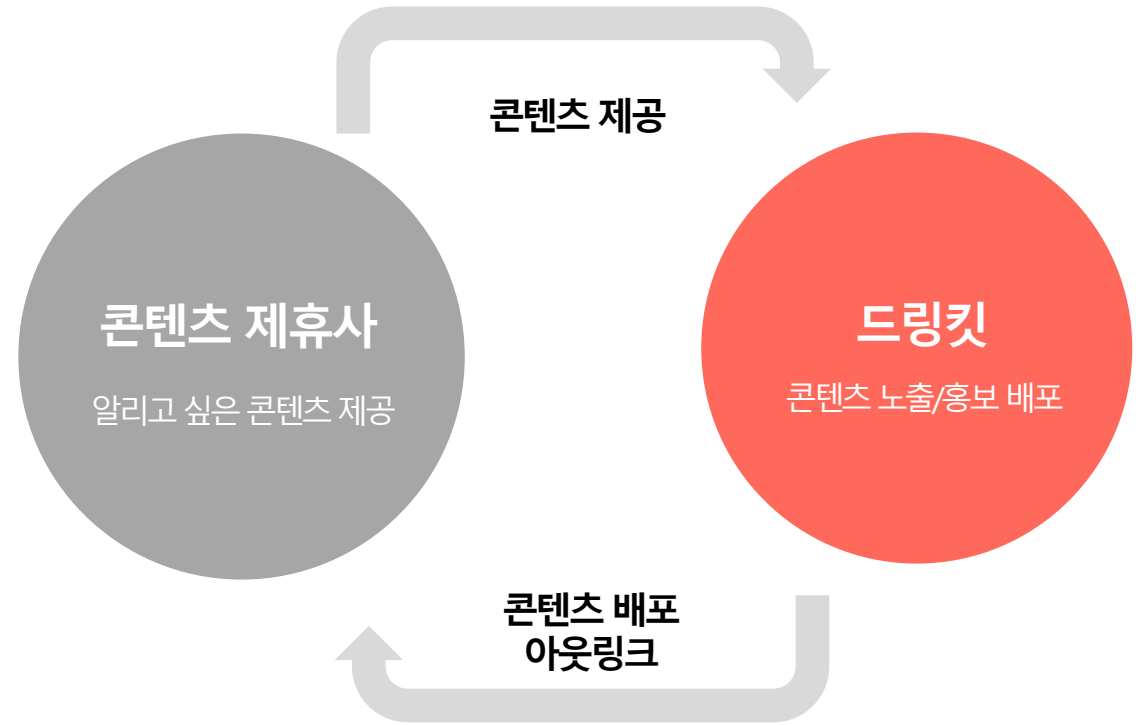 콘텐츠 제공
콘텐츠 제휴사
알리고 싶은 콘텐츠 제공
드링킷
콘텐츠 노출/홍보 배포
콘텐츠 배포
아웃링크